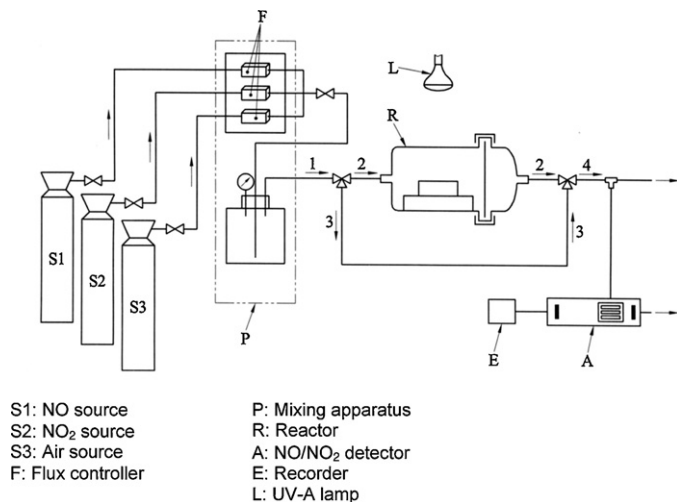 F
L
R
1
2
2
4
3
3
S1
S2
S3
P
E
A
S1: NO source
S2: NO₂ source
S3: Air source
F: Flux controller
P: Mixing apparatus
R: Reactor
A: NO/NO₂ detector
E: Recorder
L: UV-A lamp